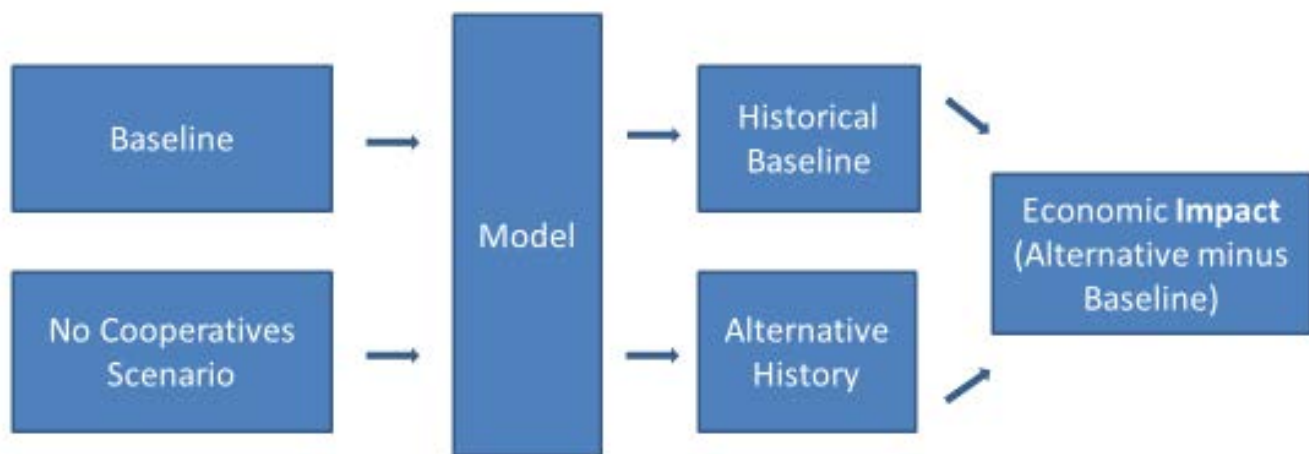 Baseline
No Cooperatives
Scenario
Model
Historical
Baseline
Alternative
History
Economic Impact
(Alternative minus
Baseline)